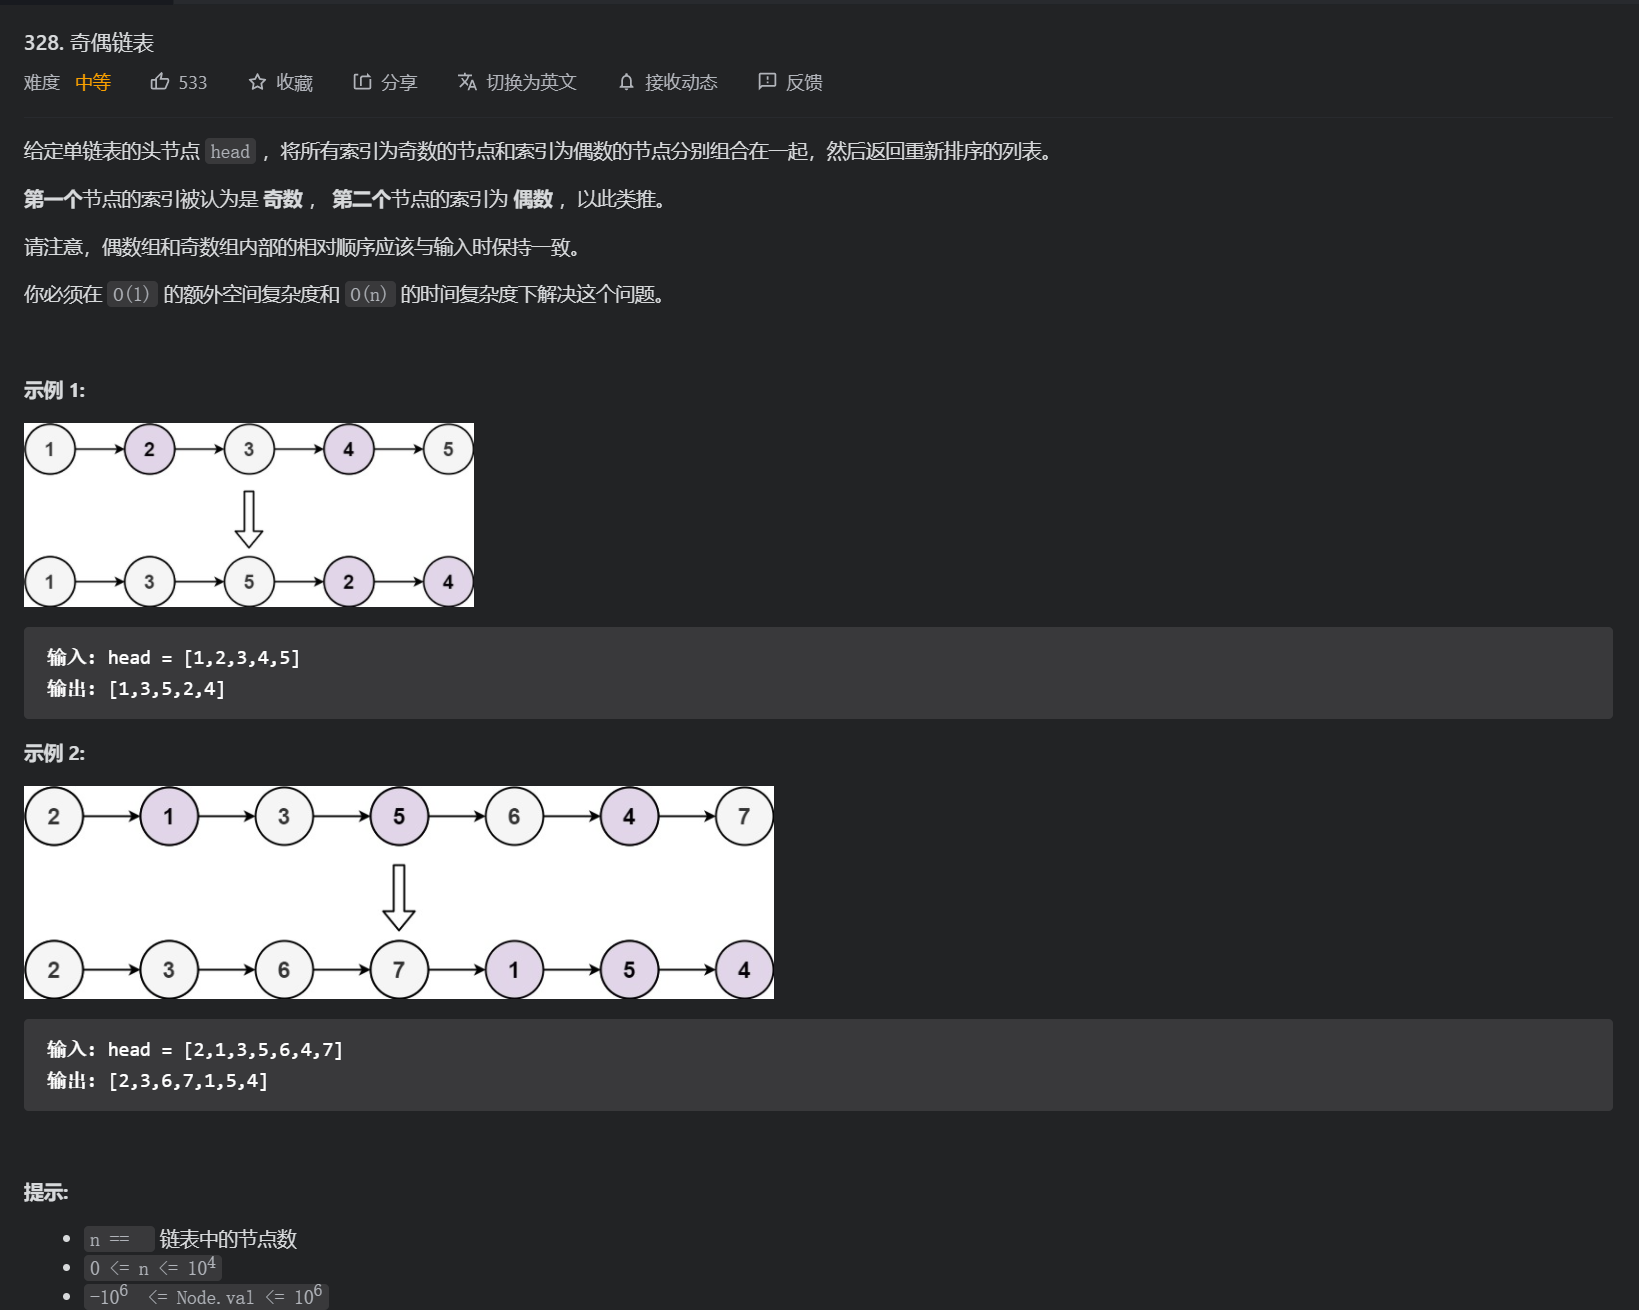 328. 奇偶链表
难度 中等 533 收藏 分享 切换为英文 接收动态 反馈
给定单链表的头节点 head ，将所有索引为奇数的节点和索引为偶数的节点分别组合在一起，然后返回重新排序的列表。
第一个节点的索引被认为是 奇数 ， 第二个节点的索引为 偶数 ，以此类推。
请注意，偶数组和奇数组内部的相对顺序应该与输入时保持一致。
你必须在 O(1) 的额外空间复杂度和 O(n) 的时间复杂度下解决这个问题。
示例 1:
1 2 3 4 5
1 3 5 2 4
输入: head = [1,2,3,4,5]
输出: [1,3,5,2,4]
示例 2:
2 1 3 5 6 4 7
2 3 6 7 1 5 4
输入: head = [2,1,3,5,6,4,7]
输出: [2,3,6,7,1,5,4]
提示:
• n == 链表中的节点数
• 0 <= n <= 10⁴
• -10⁶ <= Node.val <= 10⁶